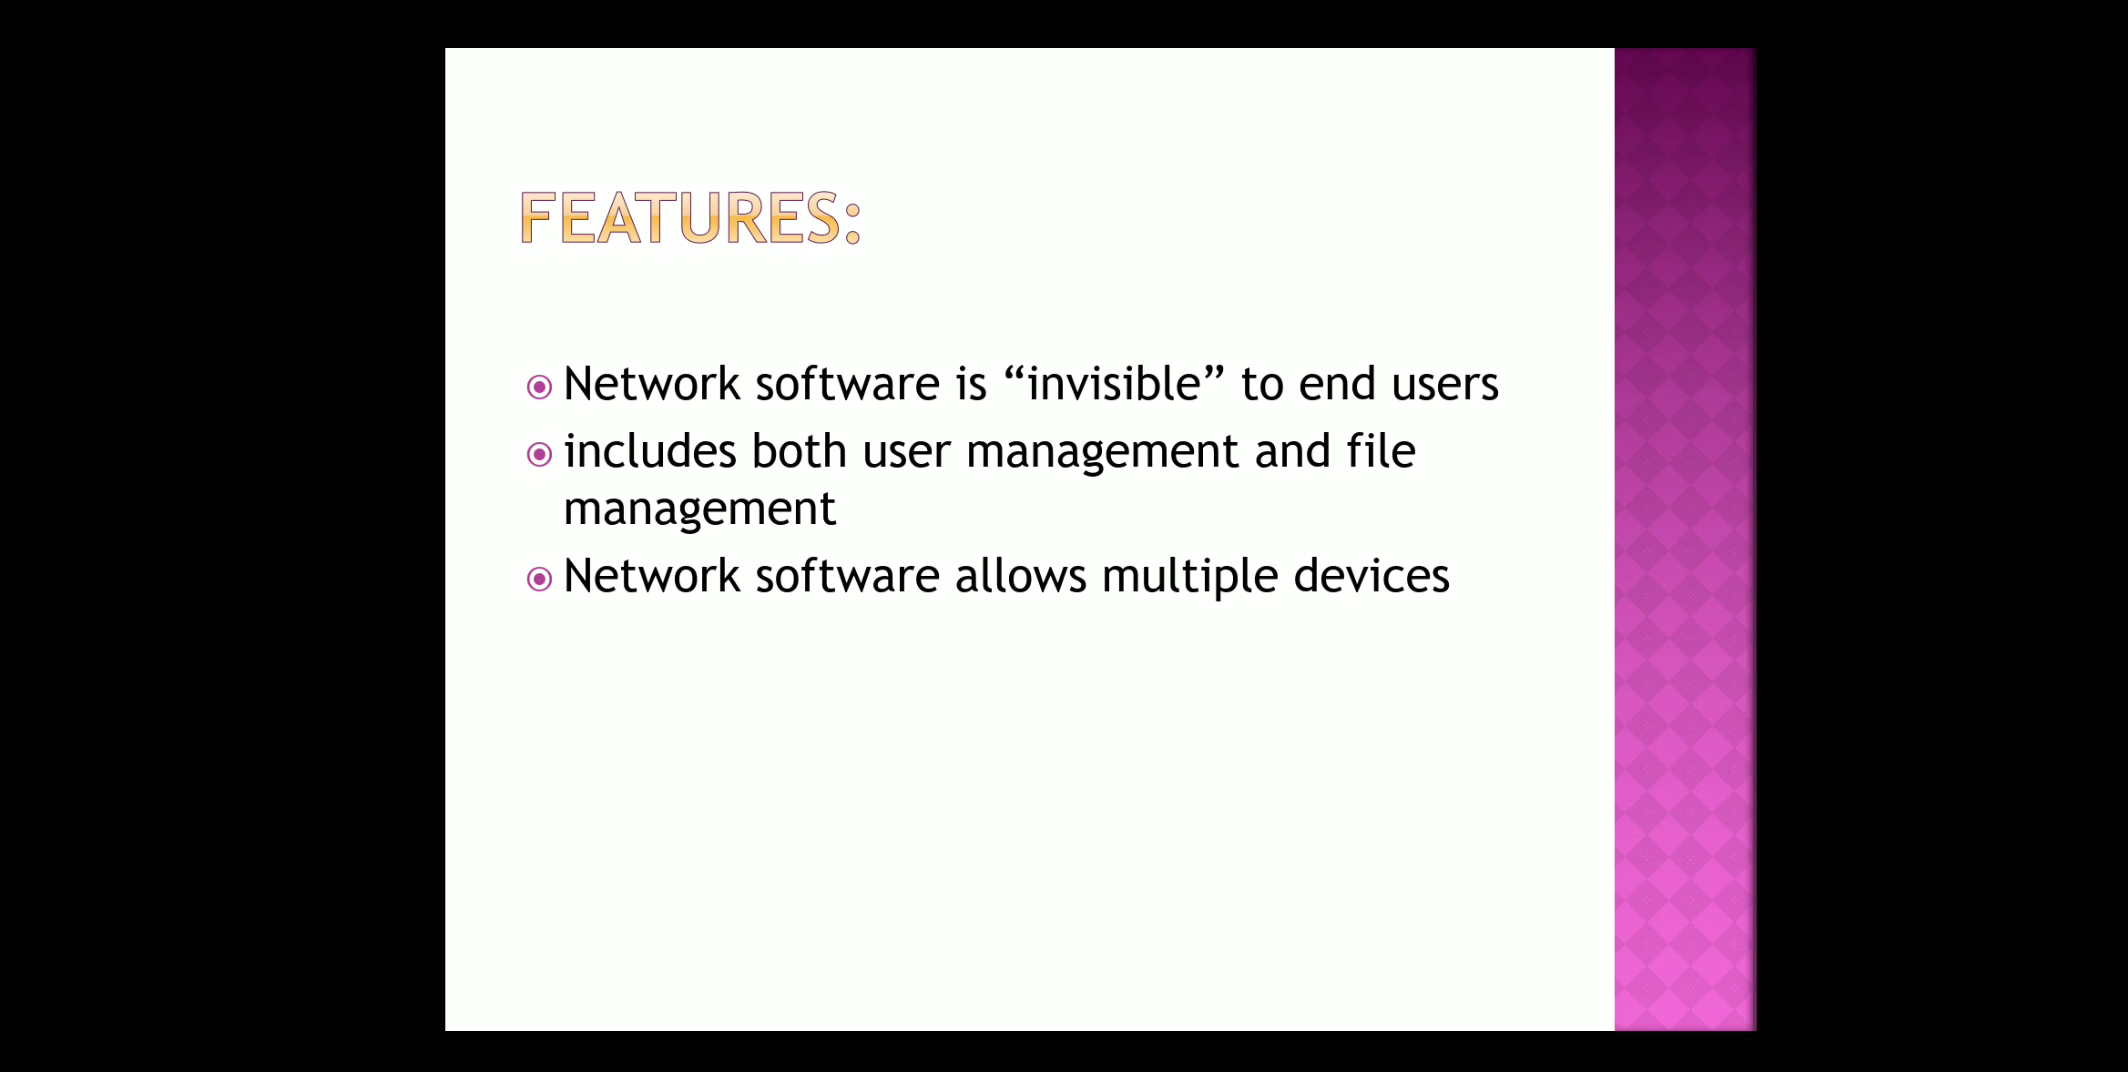 FEATURES:
Network software is “invisible” to end users
includes both user management and file
management
Network software allows multiple devices